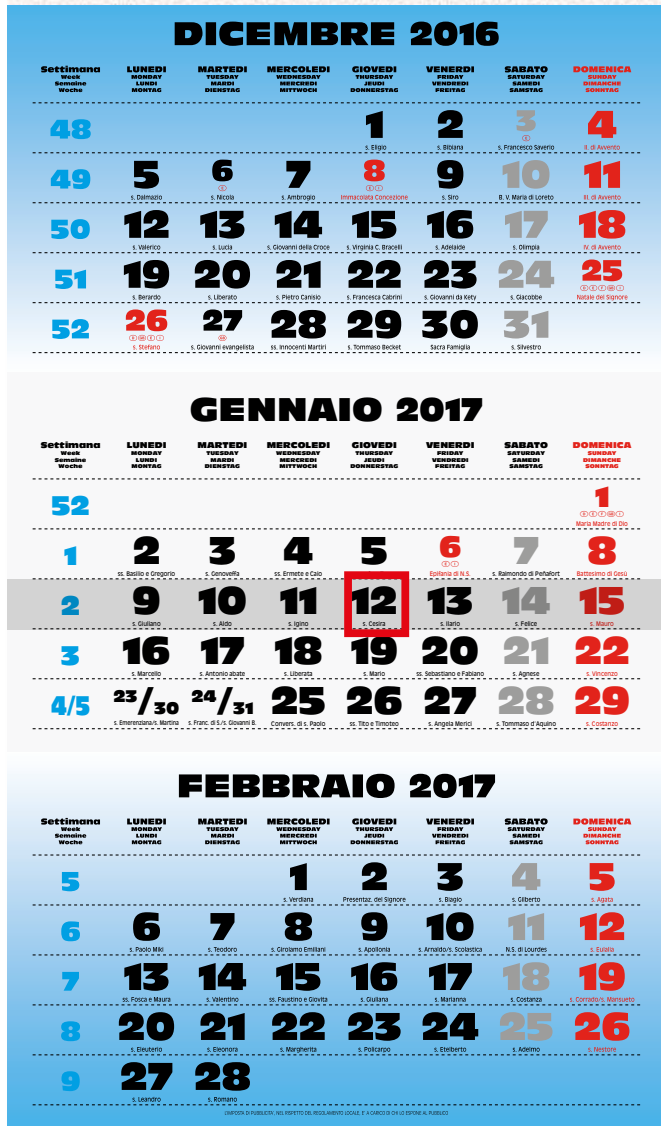 DICEMBRE 2016
Settimana LUNEDI MARTEDI MERCOLEDI GIOVEDI VENERDI SABATO DOMENICA
Week MONDAY TUESDAY WEDNESDAY THURSDAY FRIDAY SATURDAY SUNDAY
Semaine LUNDI MARDI MERCREDI JEUDI VENDREDI SAMEDI DIMANCHE
Woche MONTAG DIENSTAG MITTWOCH DONNERSTAG FREITAG SAMSTAG SONNTAG
48 1 2 3 4
s. Eligio s. Bibiana s. Francesco Saverio II. di Avvento
49 5 6 7 8 9 10 11
s. Dalmazio s. Nicola s. Ambrogio Immacolata Concezione s. Siro B. V. Maria di Loreto III. di Avvento
50 12 13 14 15 16 17 18
s. Valerico s. Lucia s. Giovanni della Croce s. Virginia C. Bracelli s. Adelaide s. Olimpia IV. di Avvento
51 19 20 21 22 23 24 25
s. Berardo s. Liberato s. Pietro Canisio s. Francesca Cabrini s. Giovanni da Kety s. Giacobbe Natale del Signore
52 26 27 28 29 30 31
s. Stefano s. Giovanni evangelista ss. Innocenti Martiri s. Tommaso Becket Sacra Famiglia s. Silvestro
GENNAIO 2017
Settimana LUNEDI MARTEDI MERCOLEDI GIOVEDI VENERDI SABATO DOMENICA
Week MONDAY TUESDAY WEDNESDAY THURSDAY FRIDAY SATURDAY SUNDAY
Semaine LUNDI MARDI MERCREDI JEUDI VENDREDI SAMEDI DIMANCHE
Woche MONTAG DIENSTAG MITTWOCH DONNERSTAG FREITAG SAMSTAG SONNTAG
52 1
Maria Madre di Dio
1 2 3 4 5 6 7 8
ss. Basilio e Gregorio s. Genoveffa ss. Ermete e Caio Epifania di N.S. s. Raimondo di Peñafort Battesimo di Gesù
2 9 10 11 12 13 14 15
s. Giuliano s. Aldo s. Igino s. Cesira s. Ilario s. Felice s. Mauro
3 16 17 18 19 20 21 22
s. Marcello s. Antonio abate s. Liberata s. Mario ss. Sebastiano e Fabiano s. Agnese s. Vincenzo
4/5 23/30 24/31 25 26 27 28 29
s. Emerenziana/s. Martina s. Franc. di S./s. Giovanni B. Convers. di s. Paolo ss. Tito e Timoteo s. Angela Merici s. Tommaso d'Aquino s. Costanzo
FEBBRAIO 2017
Settimana LUNEDI MARTEDI MERCOLEDI GIOVEDI VENERDI SABATO DOMENICA
Week MONDAY TUESDAY WEDNESDAY THURSDAY FRIDAY SATURDAY SUNDAY
Semaine LUNDI MARDI MERCREDI JEUDI VENDREDI SAMEDI DIMANCHE
Woche MONTAG DIENSTAG MITTWOCH DONNERSTAG FREITAG SAMSTAG SONNTAG
5 1 2 3 4 5
s. Verdiana Presentaz. del Signore s. Biagio s. Gilberto s. Agata
6 6 7 8 9 10 11 12
s. Paolo Miki s. Teodoro s. Girolamo Emiliani s. Apollonia s. Arnaldo/s. Scolastica N.S. di Lourdes s. Eulalia
7 13 14 15 16 17 18 19
ss. Fosca e Maura s. Valentino ss. Faustino e Giovita s. Giuliana s. Marianna s. Costanza s. Corrado/s. Mansueto
8 20 21 22 23 24 25 26
s. Eleuterio s. Eleonora s. Margherita s. Policarpo s. Etelberto s. Adelmo s. Nestore
9 27 28
s. Leandro s. Romano
L'IMPOSTA DI PUBBLICITA', NEL RISPETTO DEL REGOLAMENTO LOCALE, E' A CARICO DI CHI LO ESPONE AL PUBBLICO